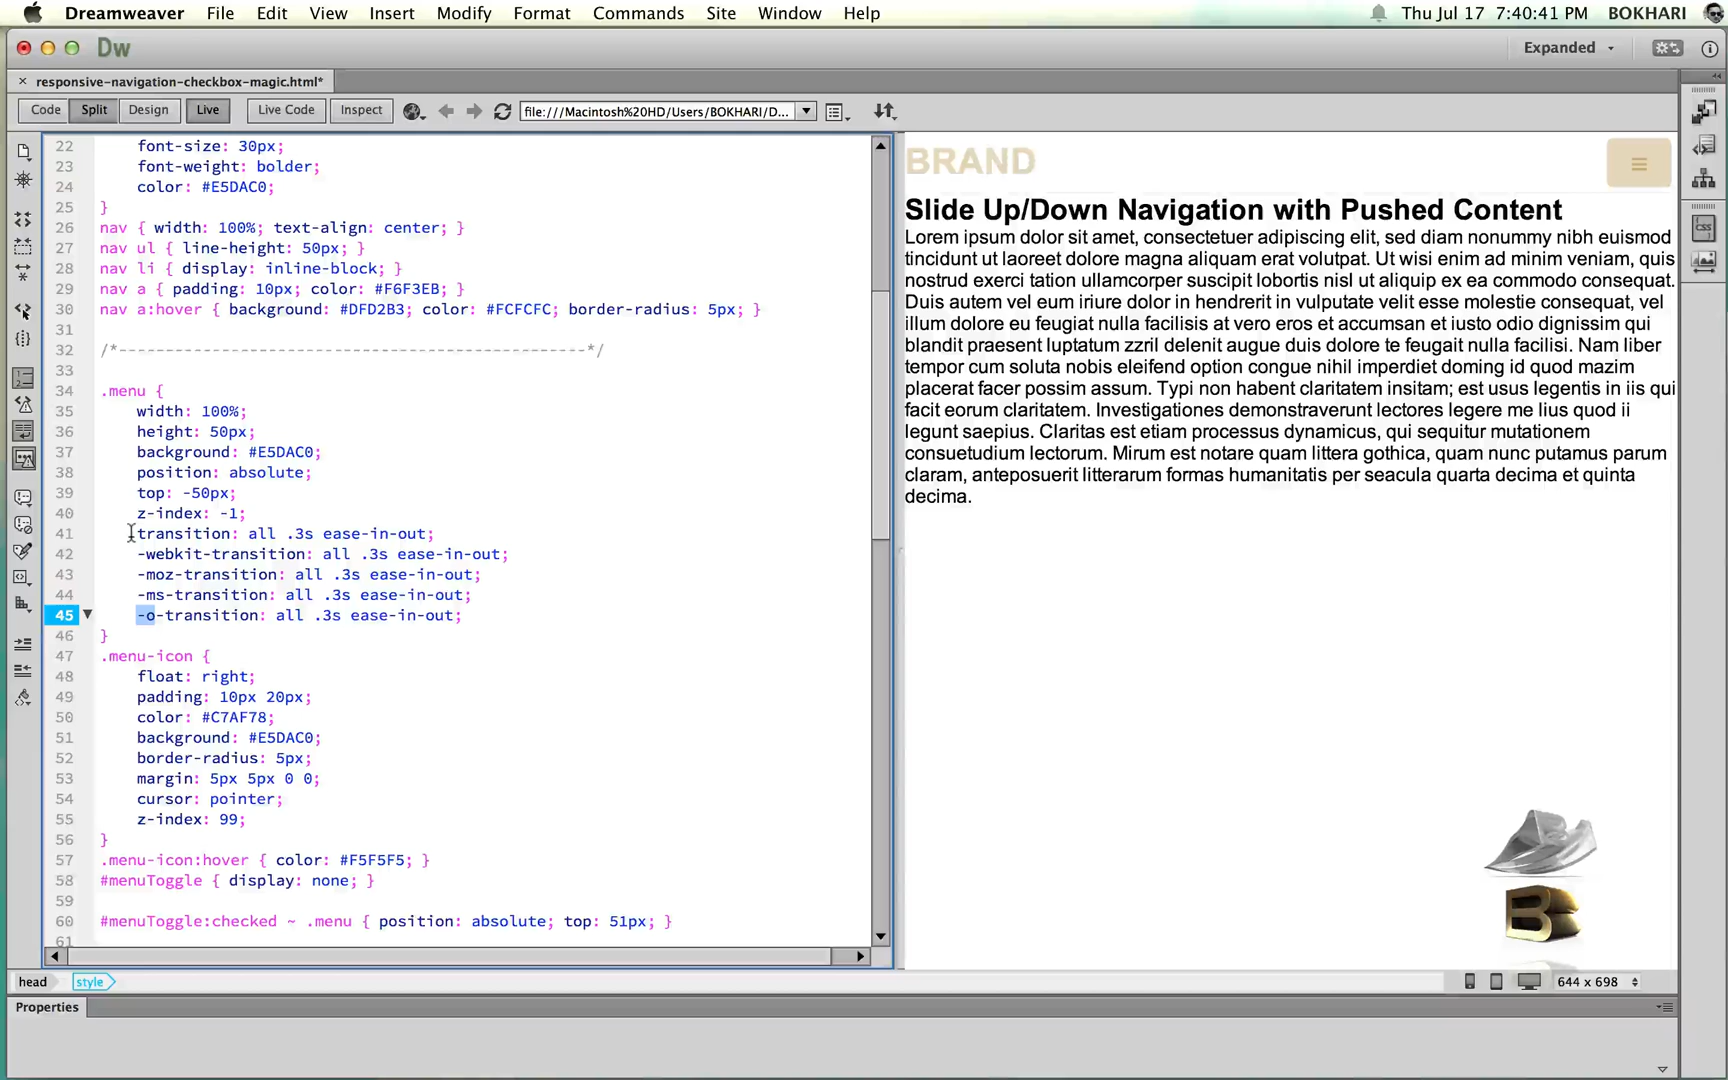 Dreamweaver File Edit View Insert Modify Format Commands Site Window Help Thu Jul 17 7:40:41 PM BOKHARI
Dw Expanded
responsive-navigation-checkbox-magic.html*
Code Split Design Live Live Code Inspect file:///Macintosh%20HD/Users/BOKHARI/D...
22 font-size: 30px;
23 font-weight: bolder;
24 color: #E5DAC0;
25 }
26 nav { width: 100%; text-align: center; }
27 nav ul { line-height: 50px; }
28 nav li { display: inline-block; }
29 nav a { padding: 10px; color: #F6F3EB; }
30 nav a:hover { background: #DFD2B3; color: #FCFCFC; border-radius: 5px; }
31
32 /*--------------------------------------------------*/
33
34 .menu {
35 width: 100%;
36 height: 50px;
37 background: #E5DAC0;
38 position: absolute;
39 top: -50px;
40 z-index: -1;
41 transition: all .3s ease-in-out;
42 -webkit-transition: all .3s ease-in-out;
43 -moz-transition: all .3s ease-in-out;
44 -ms-transition: all .3s ease-in-out;
45 -o-transition: all .3s ease-in-out;
46 }
47 .menu-icon {
48 float: right;
49 padding: 10px 20px;
50 color: #C7AF78;
51 background: #E5DAC0;
52 border-radius: 5px;
53 margin: 5px 5px 0 0;
54 cursor: pointer;
55 z-index: 99;
56 }
57 .menu-icon:hover { color: #F5F5F5; }
58 #menuToggle { display: none; }
59
60 #menuToggle:checked ~ .menu { position: absolute; top: 51px; }
61
BRAND
Slide Up/Down Navigation with Pushed Content
Lorem ipsum dolor sit amet, consectetuer adipiscing elit, sed diam nonummy nibh euismod
tincidunt ut laoreet dolore magna aliquam erat volutpat. Ut wisi enim ad minim veniam, quis
nostrud exerci tation ullamcorper suscipit lobortis nisl ut aliquip ex ea commodo consequat.
Duis autem vel eum iriure dolor in hendrerit in vulputate velit esse molestie consequat, vel
illum dolore eu feugiat nulla facilisis at vero eros et accumsan et iusto odio dignissim qui
blandit praesent luptatum zzril delenit augue duis dolore te feugait nulla facilisi. Nam liber
tempor cum soluta nobis eleifend option congue nihil imperdiet doming id quod mazim
placerat facer possim assum. Typi non habent claritatem insitam; est usus legentis in iis qui
facit eorum claritatem. Investigationes demonstraverunt lectores legere me lius quod ii
legunt saepius. Claritas est etiam processus dynamicus, qui sequitur mutationem
consuetudium lectorum. Mirum est notare quam littera gothica, quam nunc putamus parum
claram, anteposuerit litterarum formas humanitatis per seacula quarta decima et quinta
decima.
B
head style 644 x 698
Properties